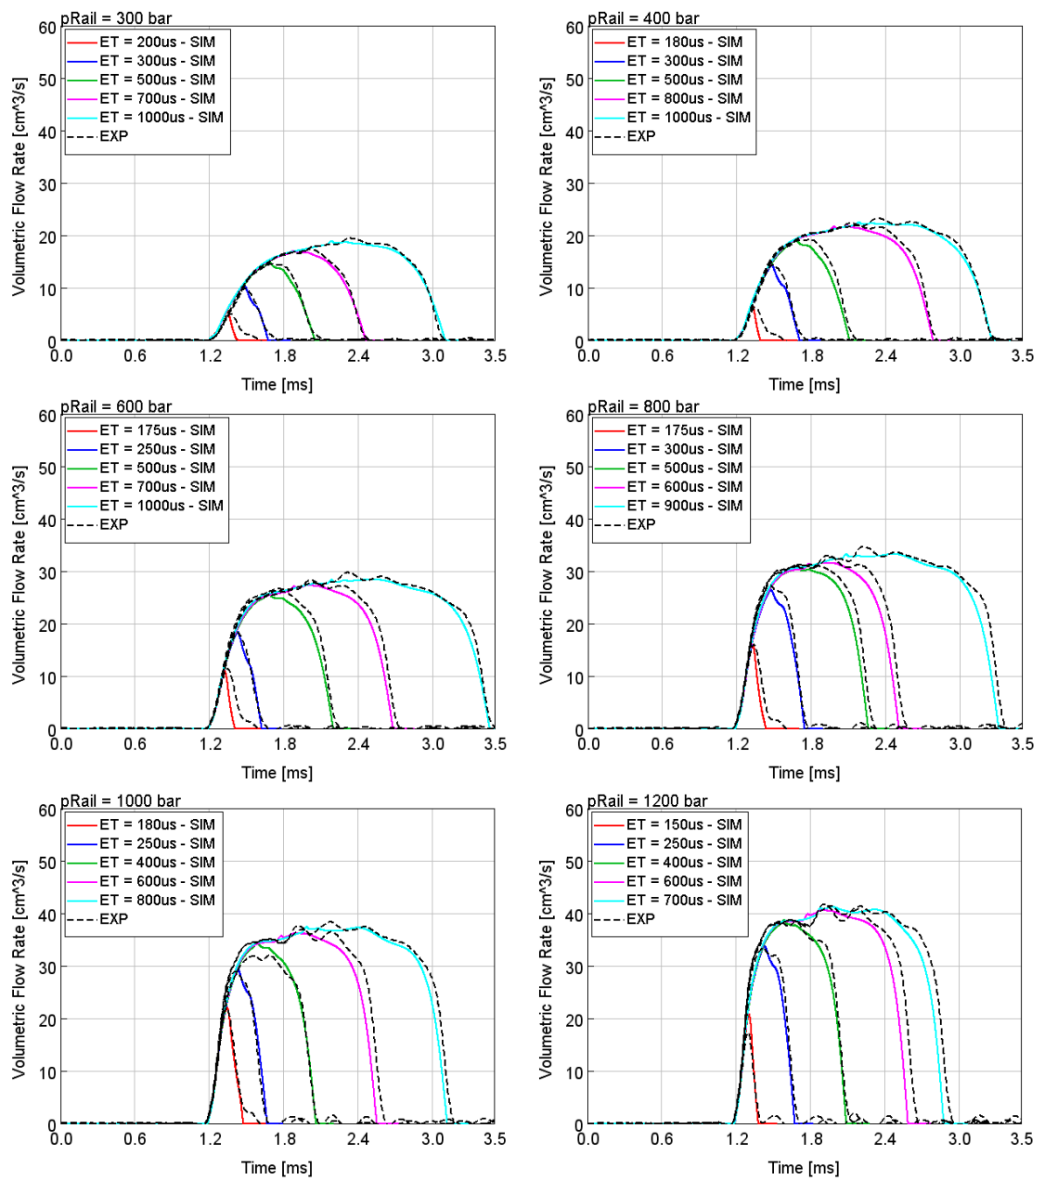 pRail = 300 bar
ET = 200us - SIM
ET = 300us - SIM
ET = 500us - SIM
ET = 700us - SIM
ET = 1000us - SIM
EXP
Volumetric Flow Rate [cm^3/s]
60
50
40
30
20
10
0
0.0 0.6 1.2 1.8 2.4 3.0 3.5
Time [ms]
pRail = 400 bar
ET = 180us - SIM
ET = 300us - SIM
ET = 500us - SIM
ET = 800us - SIM
ET = 1000us - SIM
EXP
Volumetric Flow Rate [cm^3/s]
60
50
40
30
20
10
0
0.0 0.6 1.2 1.8 2.4 3.0 3.5
Time [ms]
pRail = 600 bar
ET = 175us - SIM
ET = 250us - SIM
ET = 500us - SIM
ET = 700us - SIM
ET = 1000us - SIM
EXP
Volumetric Flow Rate [cm^3/s]
60
50
40
30
20
10
0
0.0 0.6 1.2 1.8 2.4 3.0 3.5
Time [ms]
pRail = 800 bar
ET = 175us - SIM
ET = 300us - SIM
ET = 500us - SIM
ET = 600us - SIM
ET = 900us - SIM
EXP
Volumetric Flow Rate [cm^3/s]
60
50
40
30
20
10
0
0.0 0.6 1.2 1.8 2.4 3.0 3.5
Time [ms]
pRail = 1000 bar
ET = 180us - SIM
ET = 250us - SIM
ET = 400us - SIM
ET = 600us - SIM
ET = 800us - SIM
EXP
Volumetric Flow Rate [cm^3/s]
60
50
40
30
20
10
0
0.0 0.6 1.2 1.8 2.4 3.0 3.5
Time [ms]
pRail = 1200 bar
ET = 150us - SIM
ET = 250us - SIM
ET = 400us - SIM
ET = 600us - SIM
ET = 700us - SIM
EXP
Volumetric Flow Rate [cm^3/s]
60
50
40
30
20
10
0
0.0 0.6 1.2 1.8 2.4 3.0 3.5
Time [ms]